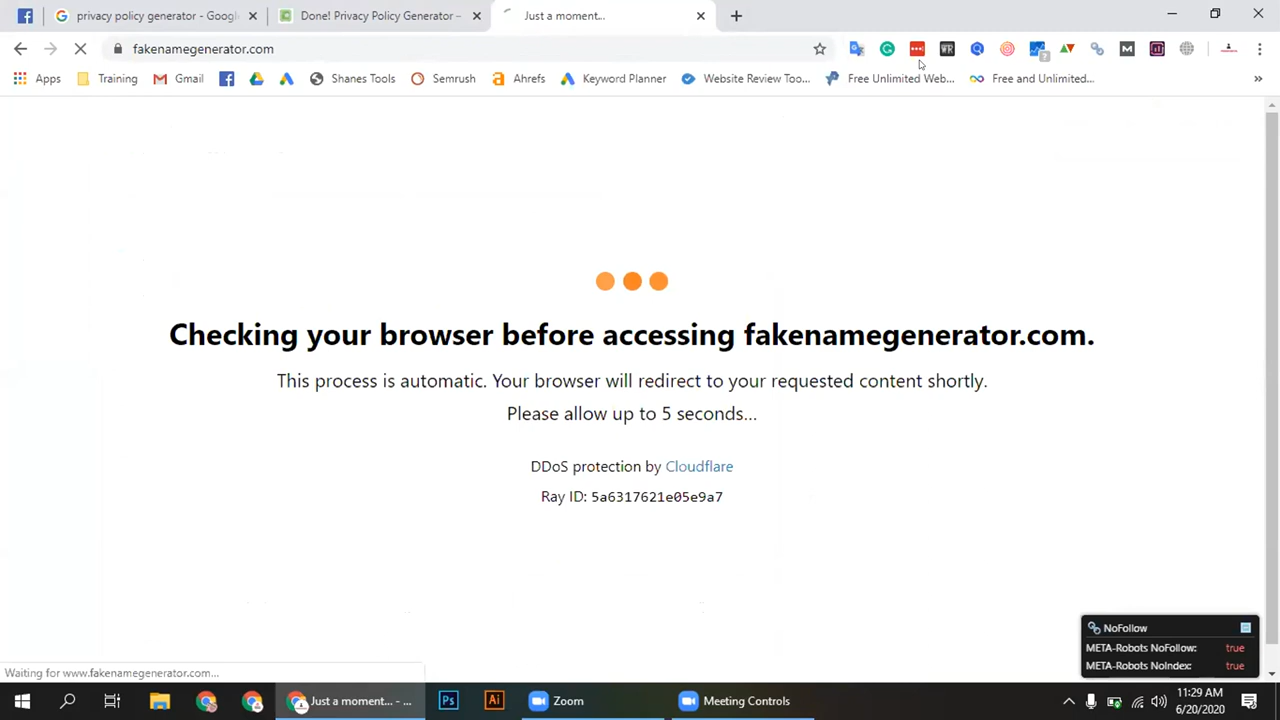 privacy policy generator - Googl
Done! Privacy Policy Generator –
Just a moment...
fakenamegenerator.com
WR
?
M
Apps
Training
Gmail
Shanes Tools
Semrush
Ahrefs
Keyword Planner
Website Review Too...
Free Unlimited Web...
Free and Unlimited...
»
Checking your browser before accessing fakenamegenerator.com.
This process is automatic. Your browser will redirect to your requested content shortly.
Please allow up to 5 seconds...
DDoS protection by Cloudflare
Ray ID: 5a6317621e05e9a7
NoFollow
META-Robots NoFollow: true
META-Robots NoIndex: true
Waiting for www.fakenamegenerator.com...
Just a moment... - ...
Ps
Ai
Zoom
Meeting Controls
11:29 AM
6/20/2020